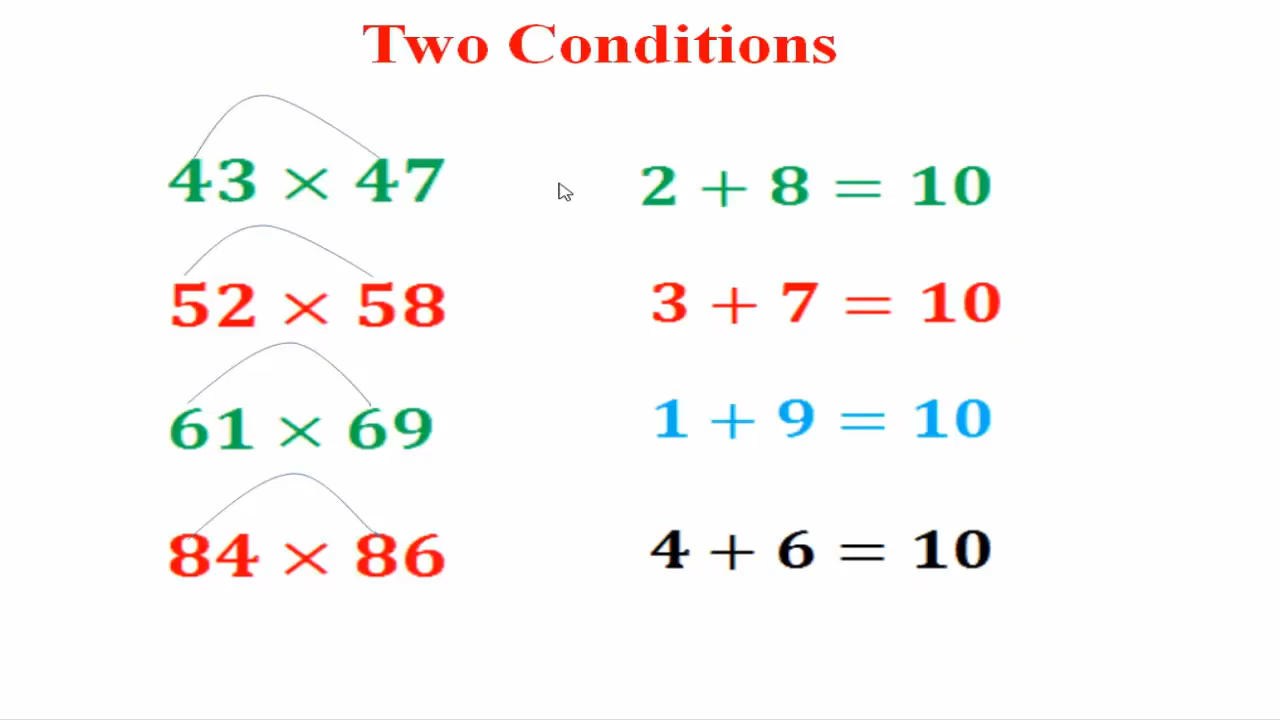 Two Conditions
43 × 47 2 + 8 = 10
52 × 58 3 + 7 = 10
61 × 69 1 + 9 = 10
84 × 86 4 + 6 = 10